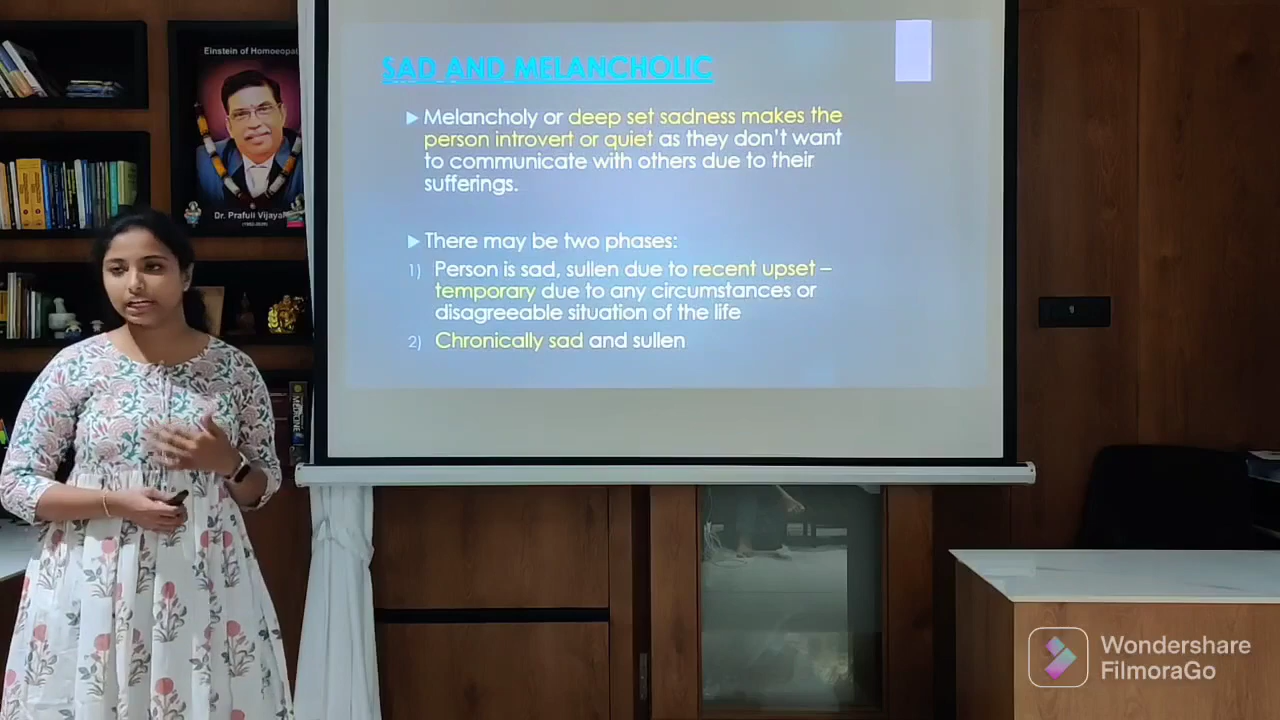 Einstein of Homoeopat
Dr. Prafull Vijayal
SAD AND MELANCHOLIC
Melancholy or deep set sadness makes the
person introvert or quiet as they don't want
to communicate with others due to their
sufferings.
There may be two phases:
1) Person is sad, sullen due to recent upset –
temporary due to any circumstances or
disagreeable situation of the life
2) Chronically sad and sullen
MEDICINE
Wondershare
FilmoraGo